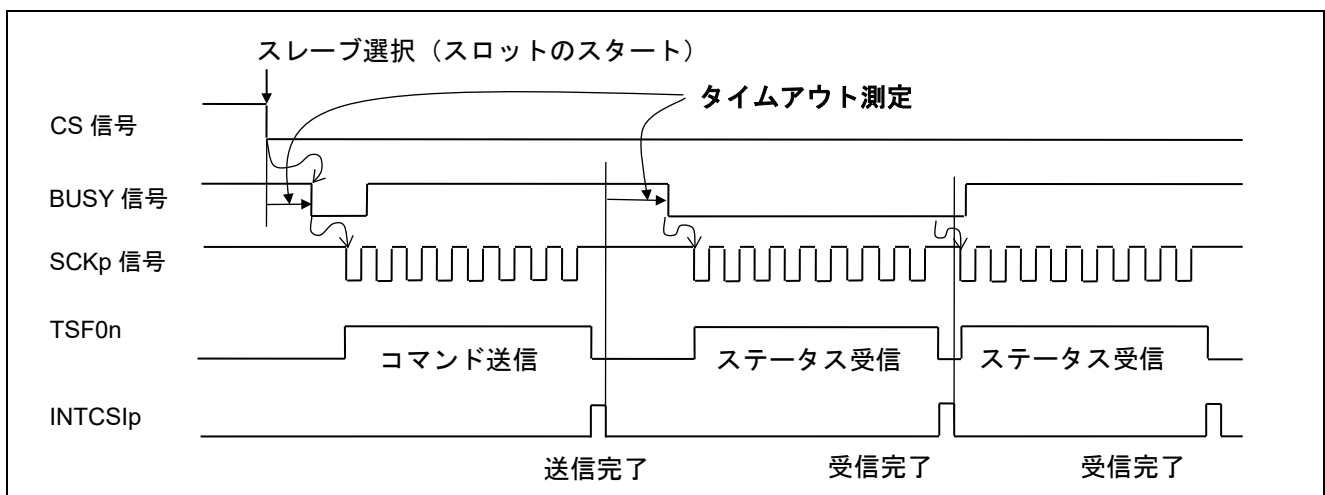 スレーブ選択（スロットのスタート）
タイムアウト測定
CS 信号
BUSY 信号
SCKp 信号
TSF0n
コマンド送信
ステータス受信
ステータス受信
INTCSIp
送信完了
受信完了
受信完了